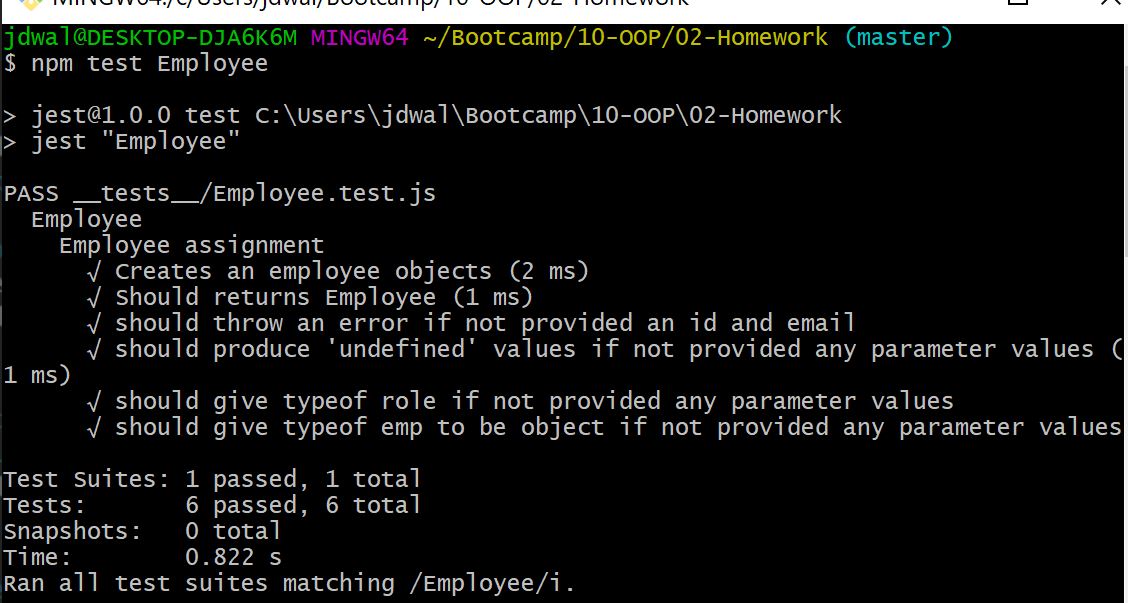 MINGW64:/c/Users/jdwal/Bootcamp/10-OOP/02-Homework
jdwal@DESKTOP-DJA6K6M MINGW64 ~/Bootcamp/10-OOP/02-Homework (master)
$ npm test Employee
> jest@1.0.0 test C:\Users\jdwal\Bootcamp\10-OOP\02-Homework
> jest "Employee"
PASS __tests__/Employee.test.js
Employee
Employee assignment
√ Creates an employee objects (2 ms)
√ Should returns Employee (1 ms)
√ should throw an error if not provided an id and email
√ should produce 'undefined' values if not provided any parameter values (
1 ms)
√ should give typeof role if not provided any parameter values
√ should give typeof emp to be object if not provided any parameter values
Test Suites: 1 passed, 1 total
Tests: 6 passed, 6 total
Snapshots: 0 total
Time: 0.822 s
Ran all test suites matching /Employee/i.